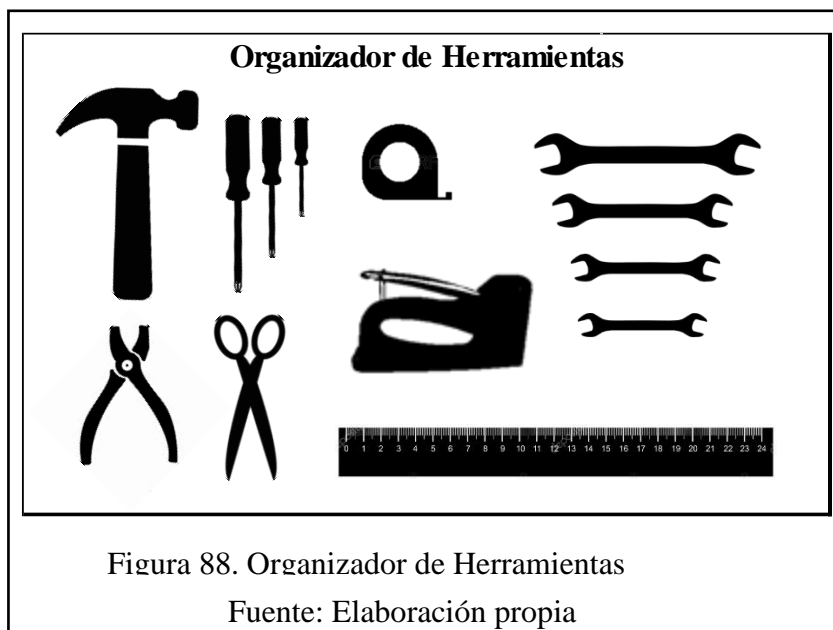 Organizador de Herramientas
0 1 2 3 4 5 6 7 8 9 10 11 12 13 14 15 16 17 18 19 20 21 22 23 24
Figura 88. Organizador de Herramientas
Fuente: Elaboración propia